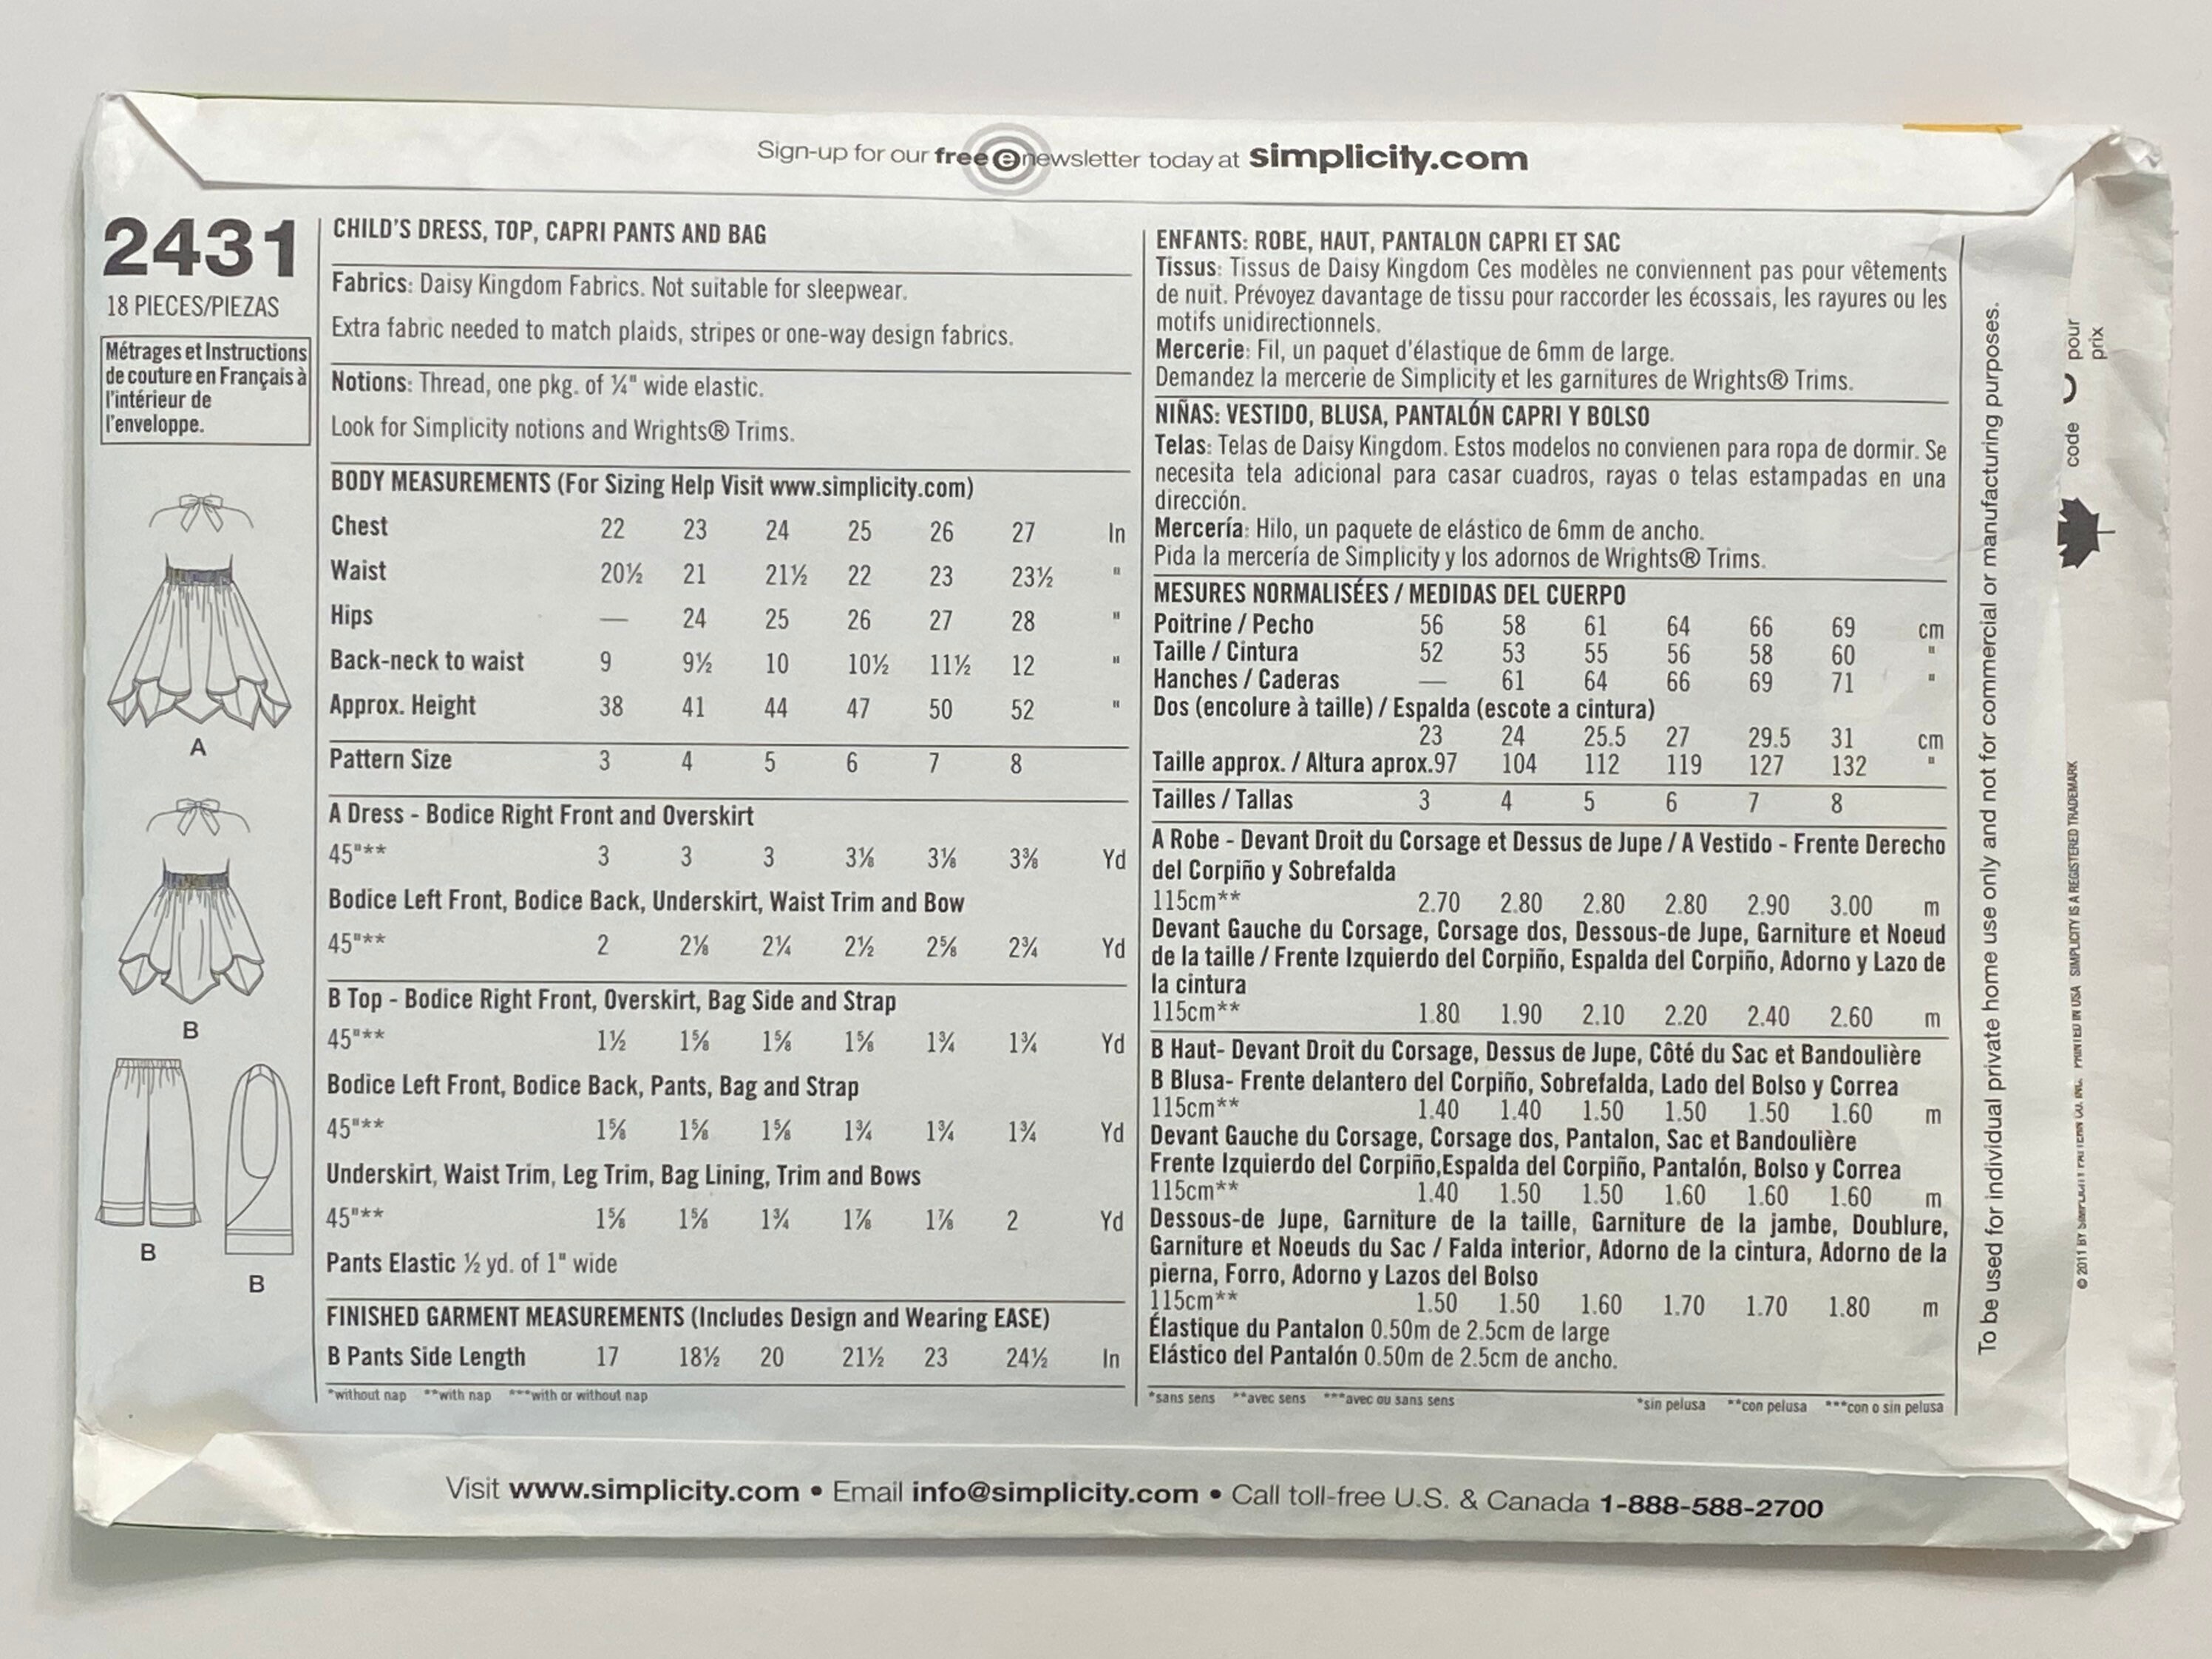 Sign-up for our free e newsletter today at simplicity.com
2431
18 PIECES/PIEZAS
Métrages et Instructions
de couture en Français à
l'intérieur de
l'enveloppe.
A
B
B
B
CHILD'S DRESS, TOP, CAPRI PANTS AND BAG
Fabrics: Daisy Kingdom Fabrics. Not suitable for sleepwear.
Extra fabric needed to match plaids, stripes or one-way design fabrics.
Notions: Thread, one pkg. of ¼" wide elastic.
Look for Simplicity notions and Wrights® Trims.
BODY MEASUREMENTS (For Sizing Help Visit www.simplicity.com)
Chest 22 23 24 25 26 27 In
Waist 20½ 21 21½ 22 23 23½ "
Hips — 24 25 26 27 28 "
Back-neck to waist 9 9½ 10 10½ 11½ 12 "
Approx. Height 38 41 44 47 50 52 "
Pattern Size 3 4 5 6 7 8
A Dress - Bodice Right Front and Overskirt
45"** 3 3 3 3⅛ 3⅛ 3⅜ Yd
Bodice Left Front, Bodice Back, Underskirt, Waist Trim and Bow
45"** 2 2⅛ 2¼ 2½ 2⅝ 2¾ Yd
B Top - Bodice Right Front, Overskirt, Bag Side and Strap
45"** 1½ 1⅝ 1⅝ 1⅝ 1¾ 1¾ Yd
Bodice Left Front, Bodice Back, Pants, Bag and Strap
45"** 1⅝ 1⅝ 1⅝ 1¾ 1¾ 1¾ Yd
Underskirt, Waist Trim, Leg Trim, Bag Lining, Trim and Bows
45"** 1⅝ 1⅝ 1¾ 1⅞ 1⅞ 2 Yd
Pants Elastic ½ yd. of 1" wide
FINISHED GARMENT MEASUREMENTS (Includes Design and Wearing EASE)
B Pants Side Length 17 18½ 20 21½ 23 24½ In
*without nap **with nap ***with or without nap
ENFANTS: ROBE, HAUT, PANTALON CAPRI ET SAC
Tissus: Tissus de Daisy Kingdom Ces modèles ne conviennent pas pour vêtements
de nuit. Prévoyez davantage de tissu pour raccorder les écossais, les rayures ou les
motifs unidirectionnels.
Mercerie: Fil, un paquet d'élastique de 6mm de large.
Demandez la mercerie de Simplicity et les garnitures de Wrights® Trims.
NIÑAS: VESTIDO, BLUSA, PANTALÓN CAPRI Y BOLSO
Telas: Telas de Daisy Kingdom. Estos modelos no convienen para ropa de dormir. Se
necesita tela adicional para casar cuadros, rayas o telas estampadas en una
dirección.
Mercería: Hilo, un paquete de elástico de 6mm de ancho.
Pida la mercería de Simplicity y los adornos de Wrights® Trims.
MESURES NORMALISÉES / MEDIDAS DEL CUERPO
Poitrine / Pecho 56 58 61 64 66 69 cm
Taille / Cintura 52 53 55 56 58 60 "
Hanches / Caderas — 61 64 66 69 71 "
Dos (encolure à taille) / Espalda (escote a cintura)
23 24 25.5 27 29.5 31 cm
Taille approx. / Altura aprox.97 104 112 119 127 132 "
Tailles / Tallas 3 4 5 6 7 8
A Robe - Devant Droit du Corsage et Dessus de Jupe / A Vestido - Frente Derecho
del Corpiño y Sobrefalda
115cm** 2.70 2.80 2.80 2.80 2.90 3.00 m
Devant Gauche du Corsage, Corsage dos, Dessous-de Jupe, Garniture et Noeud
de la taille / Frente Izquierdo del Corpiño, Espalda del Corpiño, Adorno y Lazo de
la cintura
115cm** 1.80 1.90 2.10 2.20 2.40 2.60 m
B Haut- Devant Droit du Corsage, Dessus de Jupe, Côté du Sac et Bandoulière
B Blusa- Frente delantero del Corpiño, Sobrefalda, Lado del Bolso y Correa
115cm** 1.40 1.40 1.50 1.50 1.50 1.60 m
Devant Gauche du Corsage, Corsage dos, Pantalon, Sac et Bandoulière
Frente Izquierdo del Corpiño,Espalda del Corpiño, Pantalón, Bolso y Correa
115cm** 1.40 1.50 1.50 1.60 1.60 1.60 m
Dessous-de Jupe, Garniture de la taille, Garniture de la jambe, Doublure,
Garniture et Noeuds du Sac / Falda interior, Adorno de la cintura, Adorno de la
pierna, Forro, Adorno y Lazos del Bolso
115cm** 1.50 1.50 1.60 1.70 1.70 1.80 m
Élastique du Pantalon 0.50m de 2.5cm de large
Elástico del Pantalón 0.50m de 2.5cm de ancho.
*sans sens **avec sens ***avec ou sans sens *sin pelusa **con pelusa ***con o sin pelusa
To be used for individual private home use only and not for commercial or manufacturing purposes.
code pour
prix
© 2011 BY SIMPLICITY PATTERN CO. INC. PRINTED IN USA SIMPLICITY IS A REGISTERED TRADEMARK
Visit www.simplicity.com • Email info@simplicity.com • Call toll-free U.S. & Canada 1-888-588-2700